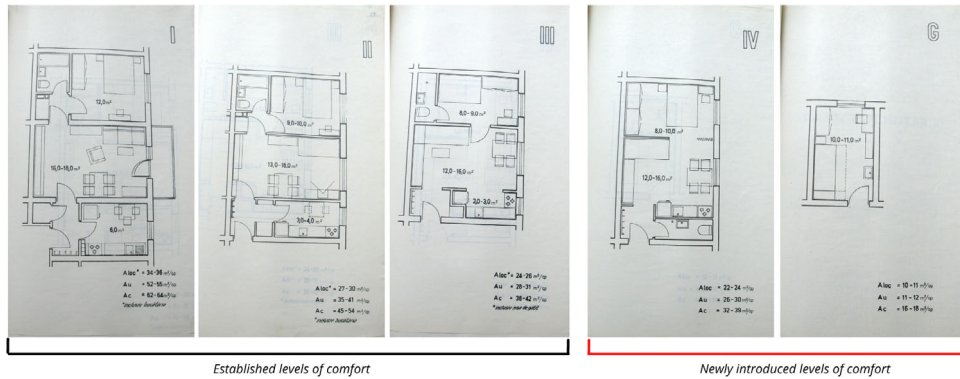 I
12,0 m²
16,0-18,0 m²
6,0 m²
A loc* = 34-36 m²/ap
Au = 52-55 m²/ap
Ac = 62-64 m²/ap
II
9,0-10,0 m²
13,0-18,0 m²
3,0-4,0 m²
A loc* = 27-30 m²/ap
Au = 35-41 m²/ap
Ac = 45-54 m²/ap
III
8,0-9,0 m²
12,0-16,0 m²
2,0-3,0 m²
A loc* = 24-26 m²/ap
Au = 28-31 m²/ap
Ac = 36-42 m²/ap
IV
8,0-10,0 m²
12,0-16,0 m²
A loc = 22-24 m²/ap
Au = 26-30 m²/ap
Ac = 32-39 m²/ap
G
10,0-11,0 m²
A loc = 10-11 m²/ap
Au = 11-12 m²/ap
Ac = 16-18 m²/ap
Established levels of comfort
Newly introduced levels of comfort